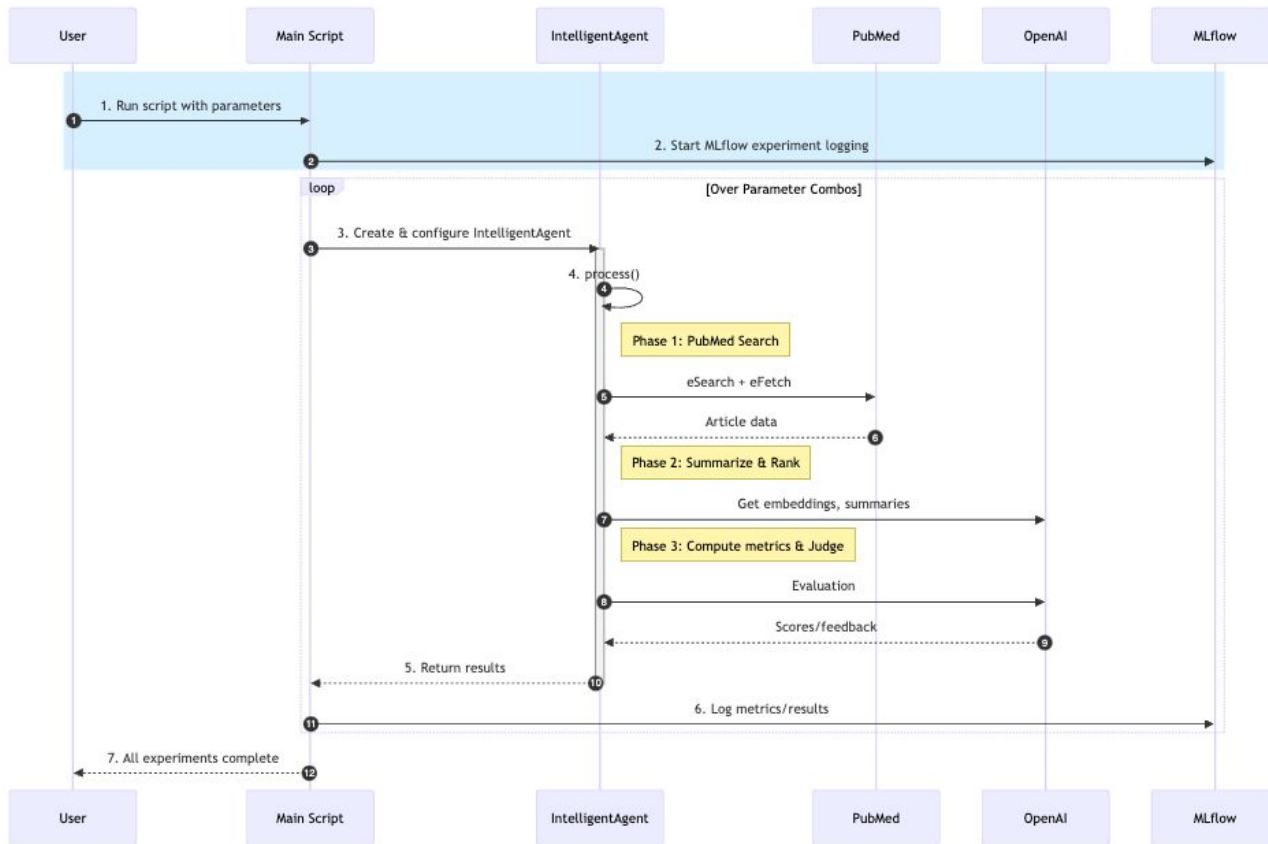 User Main Script IntelligentAgent PubMed OpenAI MLflow
1. Run script with parameters
1
2. Start MLflow experiment logging
2
loop [Over Parameter Combos]
3. Create & configure IntelligentAgent
3
4. process()
4
Phase 1: PubMed Search
eSearch + eFetch
5
Article data
6
Phase 2: Summarize & Rank
Get embeddings, summaries
7
Phase 3: Compute metrics & Judge
Evaluation
8
Scores/feedback
9
5. Return results
10
6. Log metrics/results
11
7. All experiments complete
12
User Main Script IntelligentAgent PubMed OpenAI MLflow